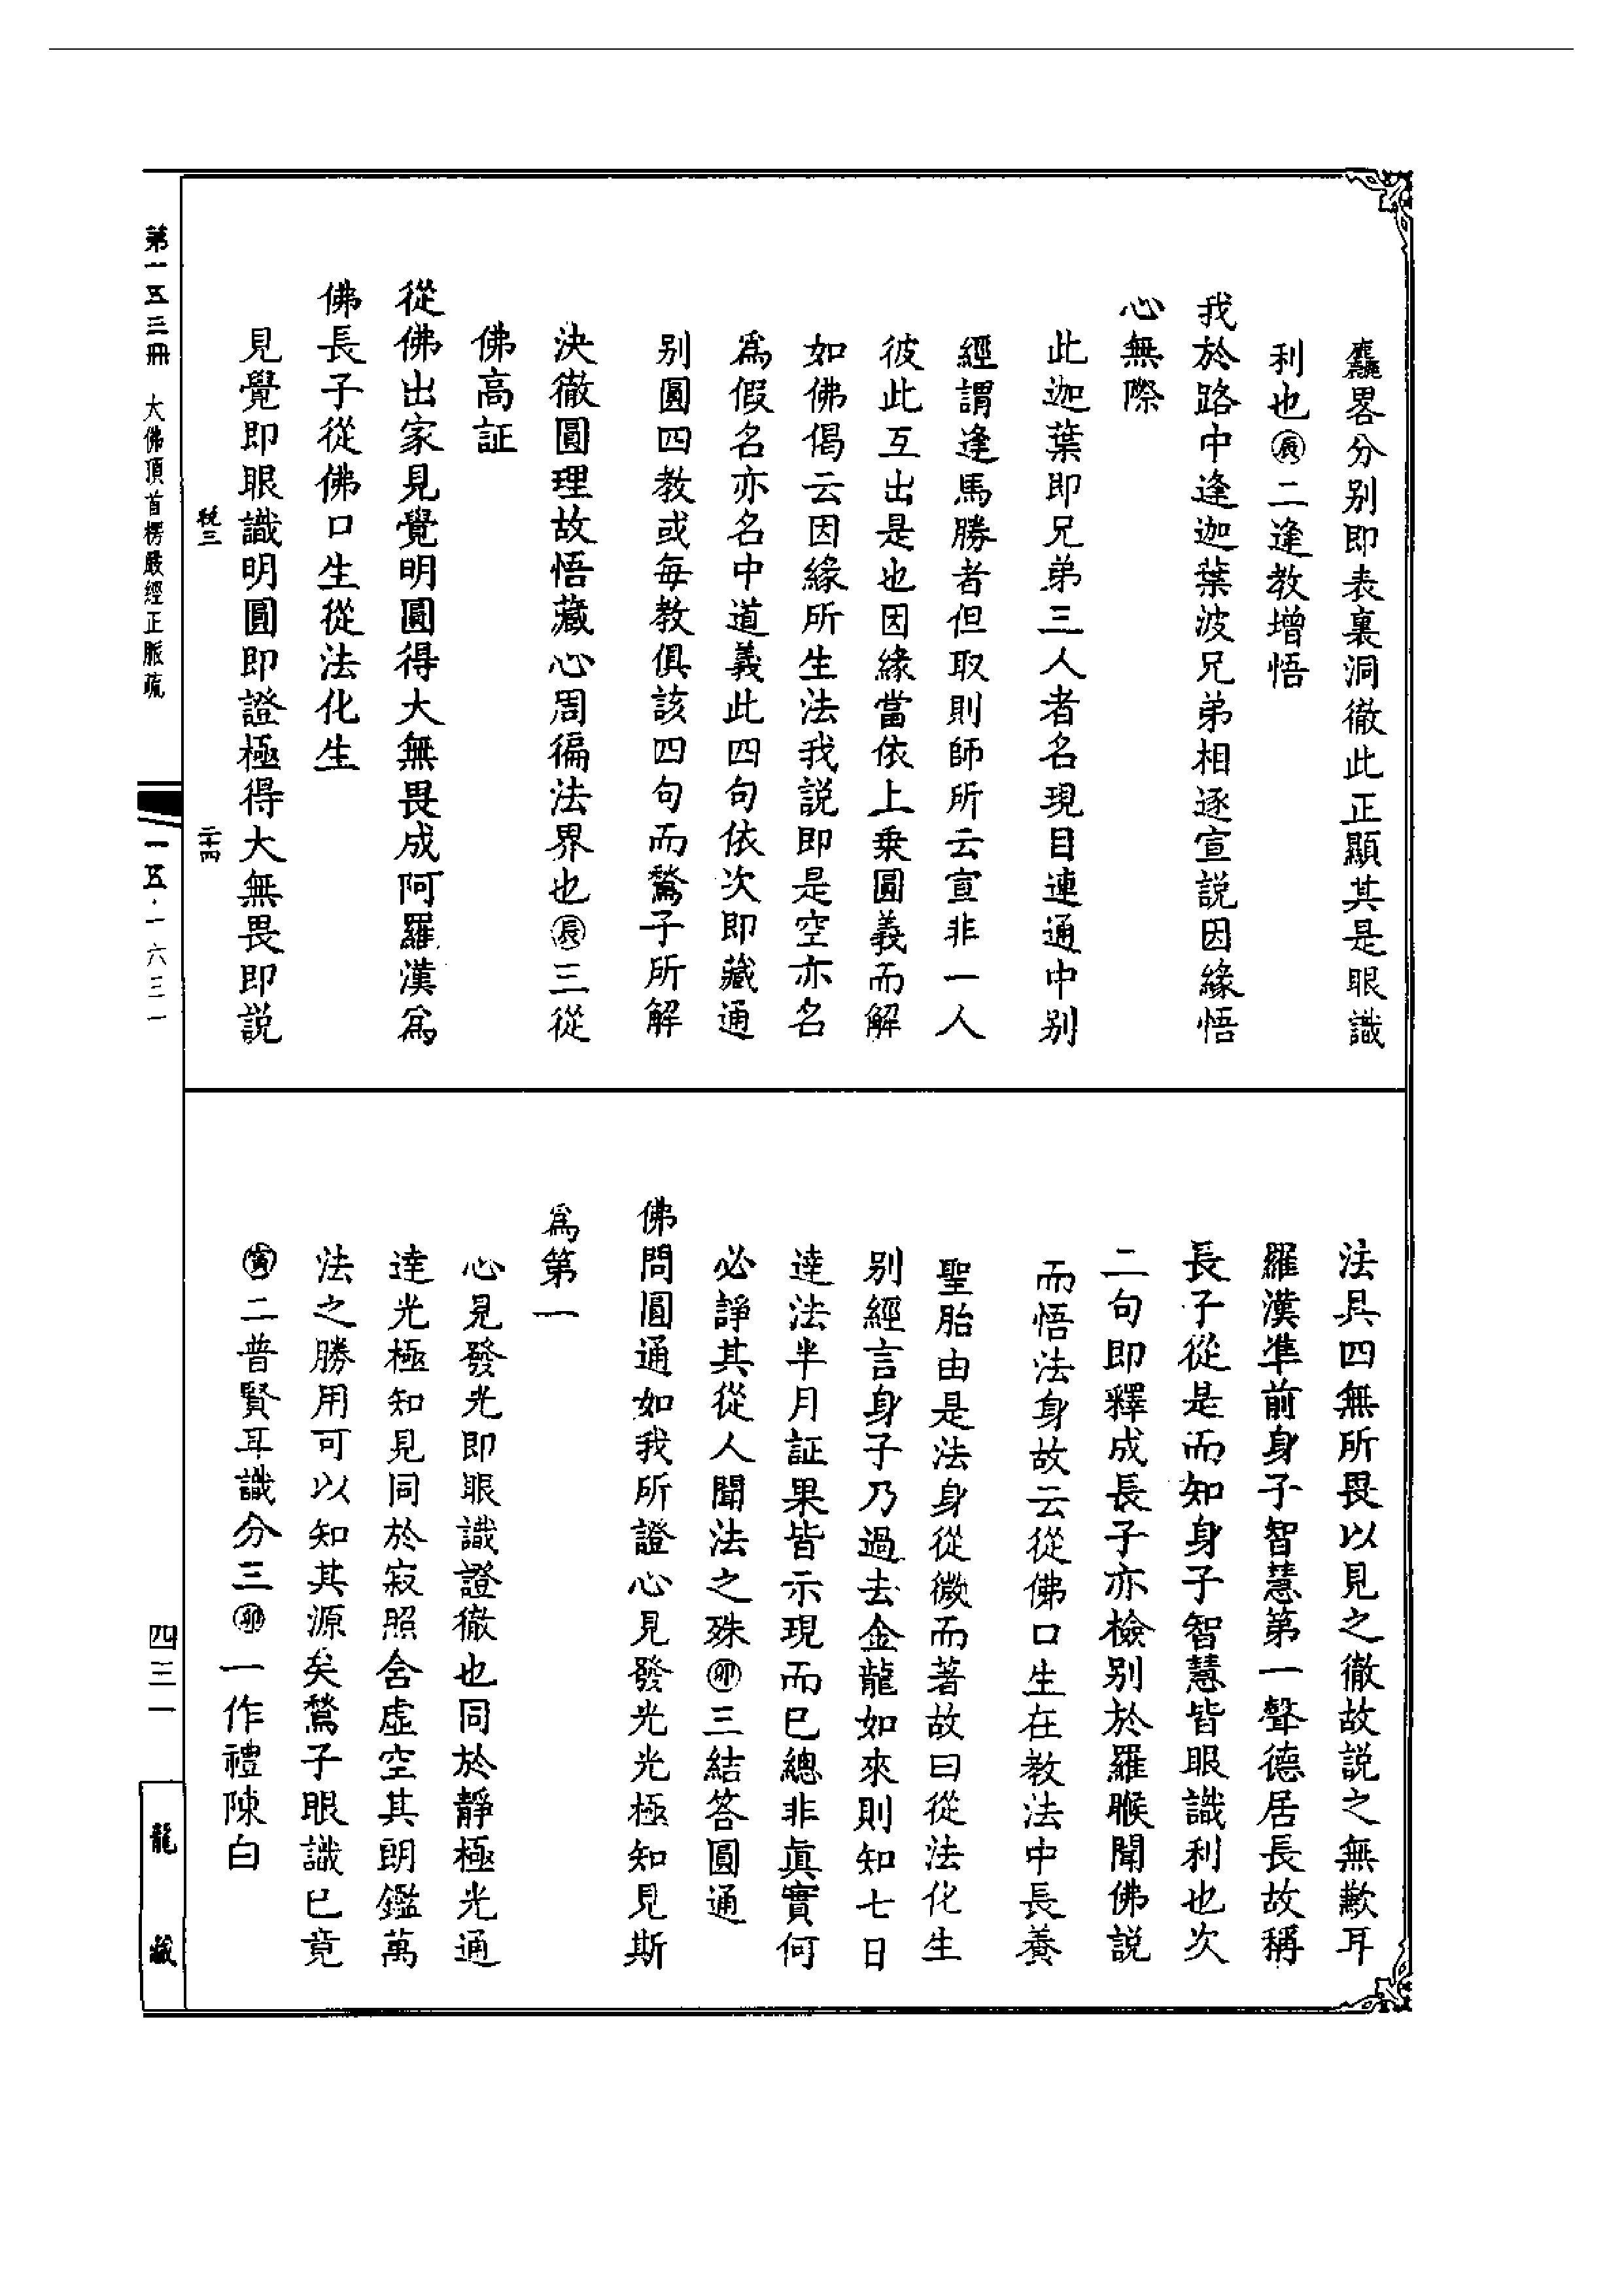 麤畧分别即表裏洞徹此正顯其是眼識
利也㊋二逢教增悟
我於路中逢迦葉波兄弟相逐宣説因緣悟
心無際
此迦葉即兄弟三人者名現目連通中别
經謂逢馬勝者但取則師所云宣非一人
彼此互出是也因緣當依上乗圓義而解
如佛偈云因緣所生法我説即是空亦名
爲假名亦名中道義此四句依次即藏通
别圓四教或每教俱該四句而鶖子所解
決徹圓理故悟藏心周徧法界也辰三從
佛高証
從佛出家見覺明圓得大無畏成阿羅漢爲
佛長子從佛口生從法化生
見覺即眼識明圓即證極得大無畏即説
税三
二十四
法具四無所畏以見之徹故説之無歉耳
羅漢準前身子智慧第一聲德居長故稱
長子從是而知身子智慧皆眼識利也次
二句即釋成長子亦檢别於羅睺聞佛説
而悟法身故云從佛口生在教法中長養
聖胎由是法身從微而著故曰從法化生
别經言身子乃過去金龍如來則知七日
達法半月証果皆示現而已總非眞實何
必諍其從人聞法之殊卯三結答圓通
佛問圓通如我所證心見發光光極知見斯
爲第一
心見發光即眼識證徹也同於靜極光通
達光極知見同於寂照含虚空其朗鑑萬
法之勝用可以知其源矣鶖子眼識已竟
寅二普賢耳識分三卯一作禮陳白
第一五三冊 大佛頂首楞嚴經正脈疏
一五·一六三一
四三一
龍藏